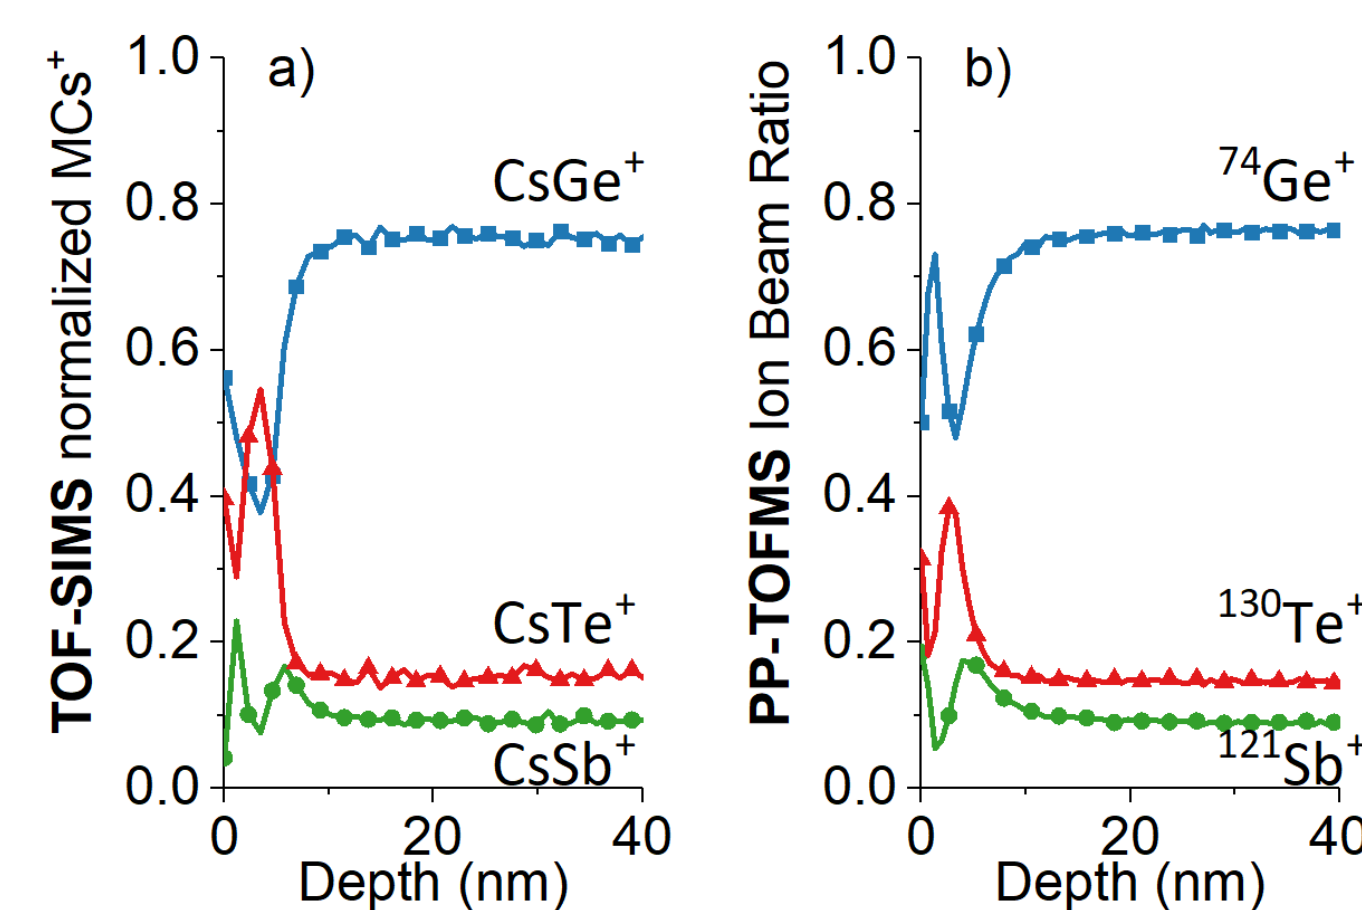 TOF-SIMS normalized MCs⁺
1.0
0.8
0.6
0.4
0.2
0.0
a)
CsGe⁺
CsTe⁺
CsSb⁺
0
20
40
Depth (nm)
PP-TOFMS Ion Beam Ratio
1.0
0.8
0.6
0.4
0.2
0.0
b)
⁷⁴Ge⁺
¹³⁰Te⁺
¹²¹Sb⁺
0
20
40
Depth (nm)